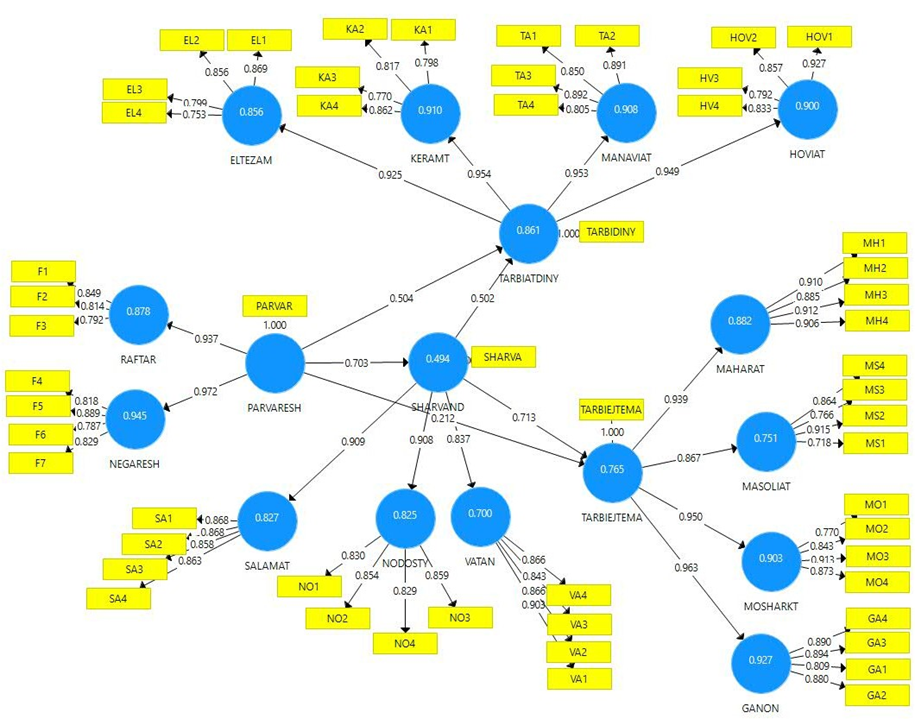 EL2
EL1
EL3
EL4
0.856
0.869
0.799
0.753
0.856
ELTEZAM
KA2
KA1
KA3
KA4
0.817
0.798
0.770
0.862
0.910
KERAMT
TA1
TA2
TA3
TA4
0.850
0.891
0.892
0.805
0.908
MANAVIAT
HOV2
HOV1
HV3
HV4
0.857
0.927
0.792
0.833
0.900
HOVIAT
0.925
0.954
0.953
0.949
0.861
1.000
TARBIDINY
TARBIATDINY
F1
F2
F3
0.849
0.814
0.792
0.878
RAFTAR
0.937
PARVAR
1.000
PARVARESH
0.504
0.502
0.703
0.494
SHARVA
SHARVAND
0.212
0.713
F4
F5
F6
F7
0.818
0.889
0.787
0.829
0.945
NEGARESH
0.972
0.909
0.908
0.837
SA1
SA2
SA3
SA4
0.868
0.868
0.858
0.863
0.827
SALAMAT
0.825
NODOSTY
0.830
0.854
0.829
0.859
NO1
NO2
NO4
NO3
0.700
VATAN
0.866
0.843
0.866
0.903
VA4
VA3
VA2
VA1
TARBIEJTEMA
1.000
0.765
TARBIEJTEMA
0.939
0.867
0.950
0.963
MH1
MH2
MH3
MH4
0.910
0.885
0.912
0.906
0.882
MAHARAT
MS4
MS3
MS2
MS1
0.864
0.766
0.915
0.718
0.751
MASOLIAT
MO1
MO2
MO3
MO4
0.770
0.843
0.913
0.873
0.903
MOSHARKT
GA4
GA3
GA1
GA2
0.890
0.894
0.809
0.880
0.927
GANON